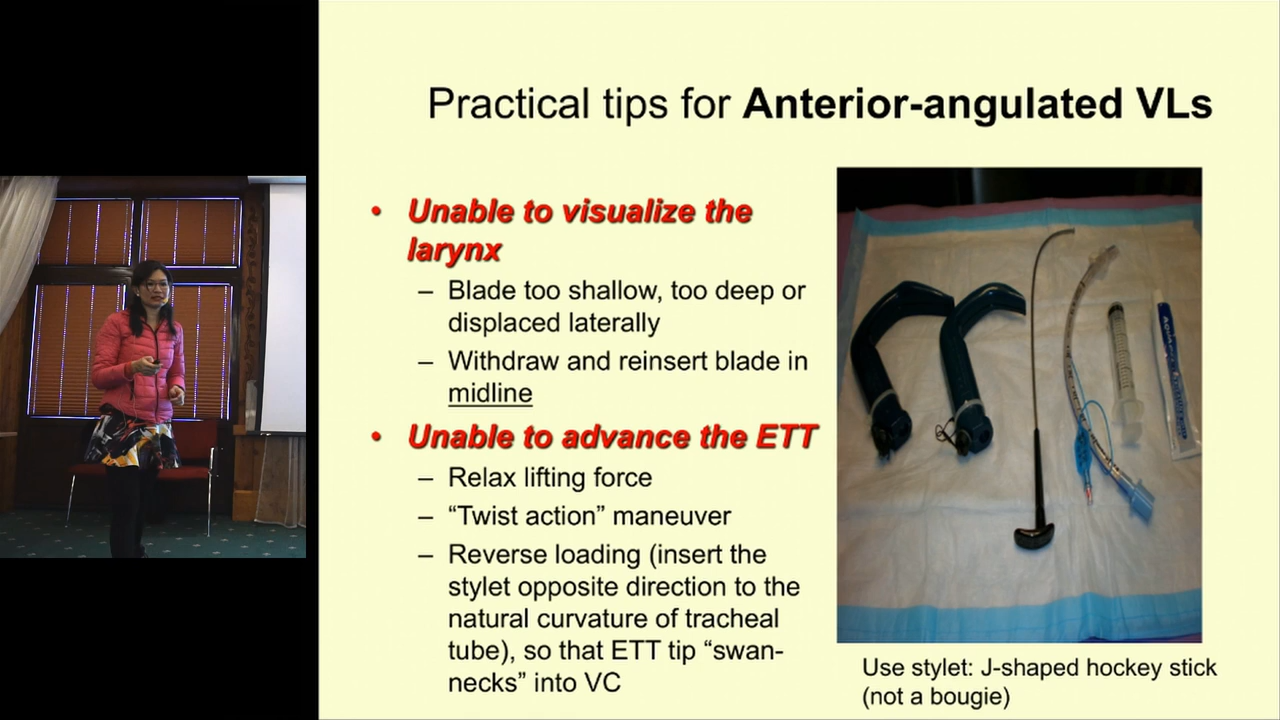 Practical tips for Anterior-angulated VLs
• Unable to visualize the
larynx
– Blade too shallow, too deep or
displaced laterally
– Withdraw and reinsert blade in
midline
• Unable to advance the ETT
– Relax lifting force
– “Twist action” maneuver
– Reverse loading (insert the
stylet opposite direction to the
natural curvature of tracheal
tube), so that ETT tip “swan-
necks” into VC
Use stylet: J-shaped hockey stick
(not a bougie)